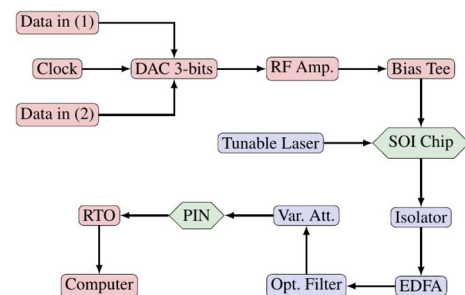 Data in (1)
Clock
DAC 3-bits
RF Amp.
Bias Tee
Data in (2)
Tunable Laser
SOI Chip
RTO
PIN
Var. Att.
Isolator
Computer
Opt. Filter
EDFA